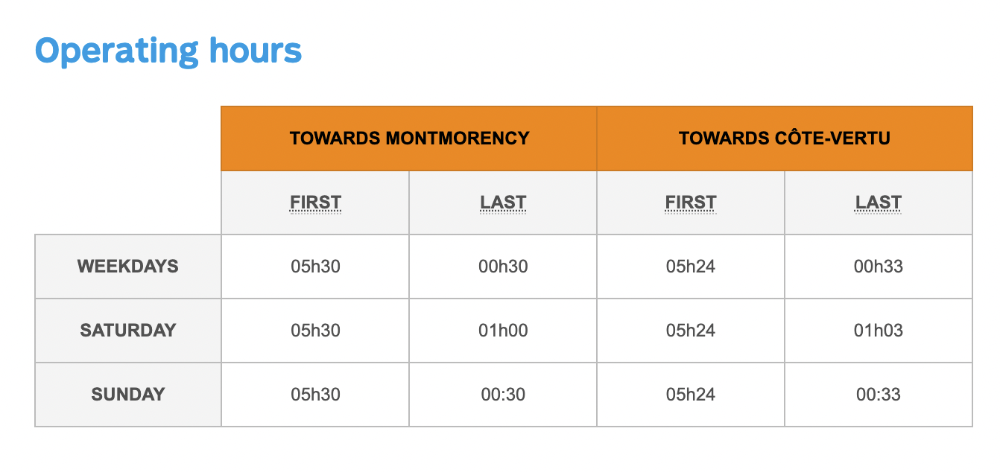 Operating hours
TOWARDS MONTMORENCY TOWARDS CÔTE-VERTU
FIRST LAST FIRST LAST
WEEKDAYS 05h30 00h30 05h24 00h33
SATURDAY 05h30 01h00 05h24 01h03
SUNDAY 05h30 00:30 05h24 00:33